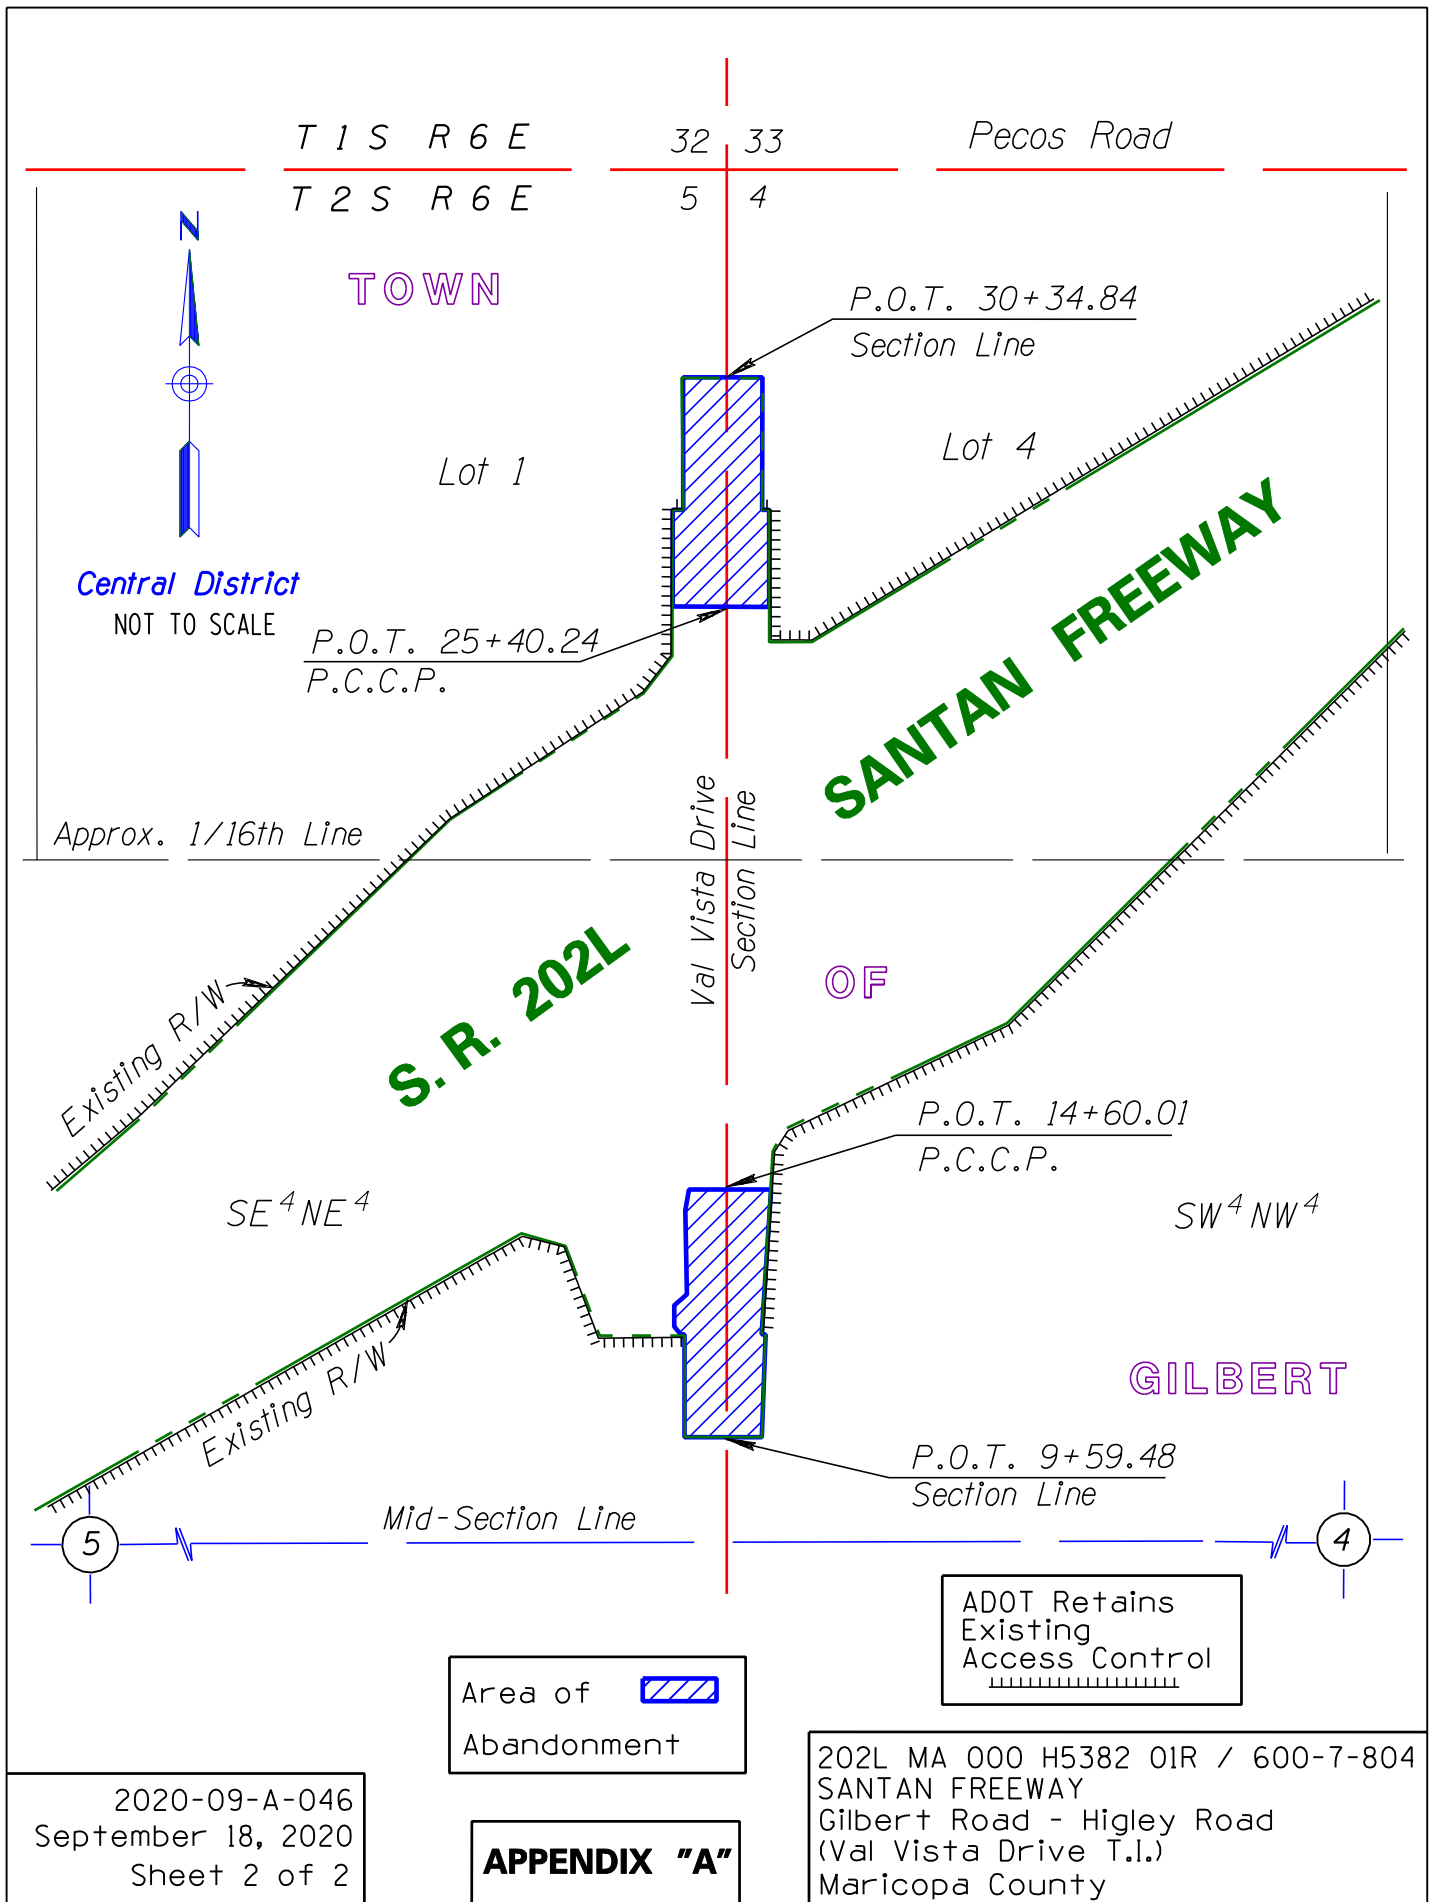 T 1 S R 6 E
32 33
Pecos Road
T 2 S R 6 E
5 4
N
TOWN
P.O.T. 30+34.84
Section Line
Lot 1
Lot 4
Central District
NOT TO SCALE
SANTAN FREEWAY
P.O.T. 25+40.24
P.C.C.P.
Approx. 1/16th Line
Val Vista Drive
Section Line
Existing R/W
S. R. 202L
OF
P.O.T. 14+60.01
P.C.C.P.
SE⁴NE⁴
SW⁴NW⁴
Existing R/W
GILBERT
P.O.T. 9+59.48
Section Line
Mid-Section Line
5
4
ADOT Retains
Existing
Access Control
Area of
Abandonment
202L MA 000 H5382 01R / 600-7-804
SANTAN FREEWAY
Gilbert Road - Higley Road
(Val Vista Drive T.I.)
Maricopa County
2020-09-A-046
September 18, 2020
Sheet 2 of 2
APPENDIX "A"